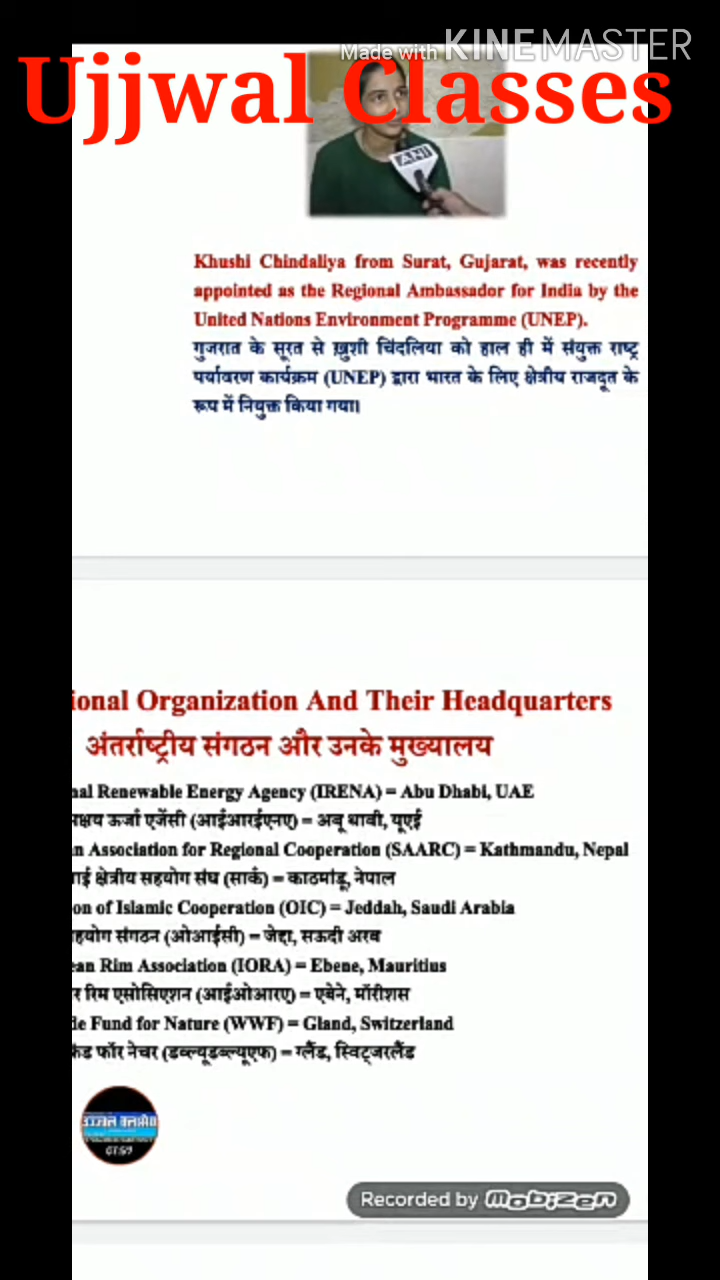 Made with KINEMASTER
Ujjwal Classes
ANI
Khushi Chindaliya from Surat, Gujarat, was recently
appointed as the Regional Ambassador for India by the
United Nations Environment Programme (UNEP).
गुजरात के सूरत से ख़ुशी चिंदलिया को हाल ही में संयुक्त राष्ट्र
पर्यावरण कार्यक्रम (UNEP) द्वारा भारत के लिए क्षेत्रीय राजदूत के
रूप में नियुक्त किया गया।
ional Organization And Their Headquarters
अंतर्राष्ट्रीय संगठन और उनके मुख्यालय
nal Renewable Energy Agency (IRENA) = Abu Dhabi, UAE
क्षय ऊर्जा एजेंसी (आईआरईएनए) = अबू धाबी, यूएई
n Association for Regional Cooperation (SAARC) = Kathmandu, Nepal
ाई क्षेत्रीय सहयोग संघ (सार्क) = काठमांडू, नेपाल
on of Islamic Cooperation (OIC) = Jeddah, Saudi Arabia
हयोग संगठन (ओआईसी) = जेद्दा, सऊदी अरब
ean Rim Association (IORA) = Ebene, Mauritius
र रिम एसोसिएशन (आईओआरए) = एबेने, मॉरीशस
de Fund for Nature (WWF) = Gland, Switzerland
फंड फॉर नेचर (डब्ल्यूडब्ल्यूएफ) = ग्लैंड, स्विट्जरलैंड
उज्जवल क्लासेस
Recorded by Mobizen